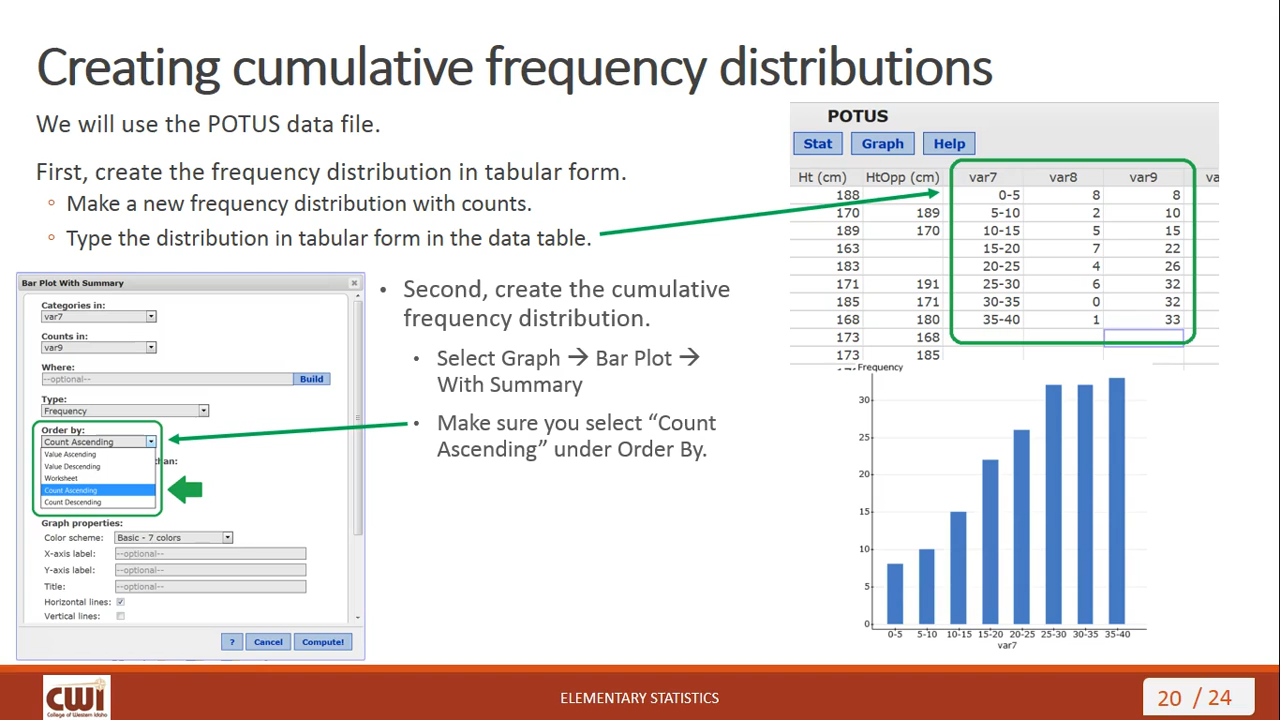 Creating cumulative frequency distributions
We will use the POTUS data file.
First, create the frequency distribution in tabular form.
◦ Make a new frequency distribution with counts.
◦ Type the distribution in tabular form in the data table.
POTUS
Stat Graph Help
Ht (cm) HtOpp (cm) var7 var8 var9 va
188 0-5 8 8
170 189 5-10 2 10
189 170 10-15 5 15
163 15-20 7 22
183 20-25 4 26
171 191 25-30 6 32
185 171 30-35 0 32
168 180 35-40 1 33
173 168
173 185
Bar Plot With Summary
Categories in:
var7
Counts in:
var9
Where:
--optional-- Build
Type:
Frequency
Order by:
Count Ascending
Value Ascending
Value Descending
Worksheet
Count Ascending
Count Descending
than:
Graph properties:
Color scheme: Basic - 7 colors
X-axis label: --optional--
Y-axis label: --optional--
Title: --optional--
Horizontal lines:
Vertical lines:
? Cancel Compute!
• Second, create the cumulative
frequency distribution.
• Select Graph → Bar Plot →
With Summary
• Make sure you select “Count
Ascending” under Order By.
Frequency
30
25
20
15
10
5
0
0-5 5-10 10-15 15-20 20-25 25-30 30-35 35-40
var7
CWI
College of Western Idaho
ELEMENTARY STATISTICS
20 / 24